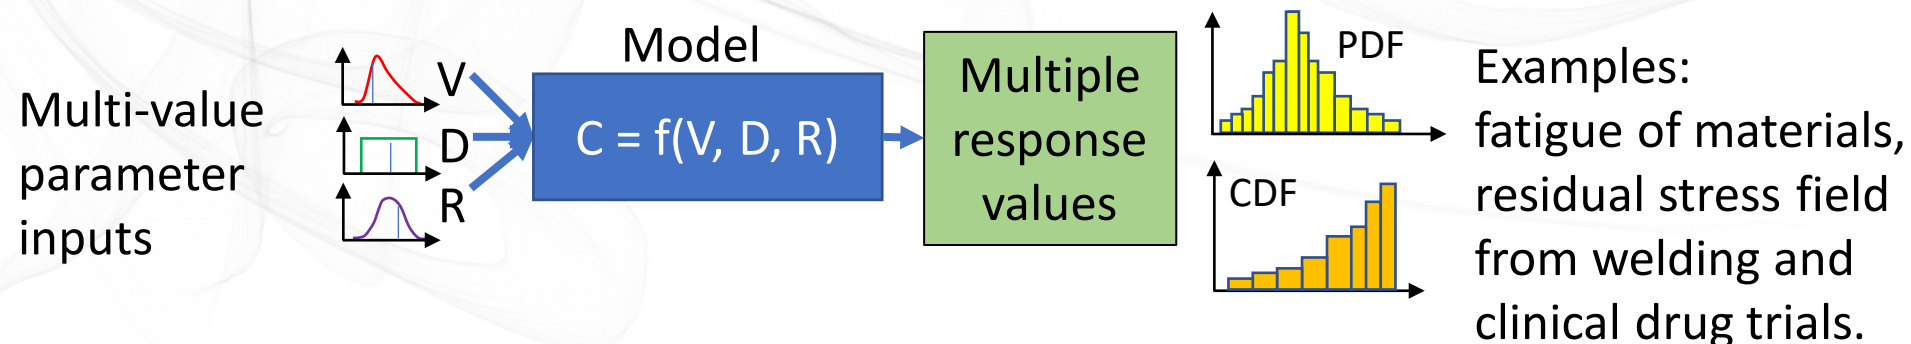 Multi-value
parameter
inputs
V
D
R
Model
C = f(V, D, R)
Multiple
response
values
PDF
CDF
Examples:
fatigue of materials,
residual stress field
from welding and
clinical drug trials.